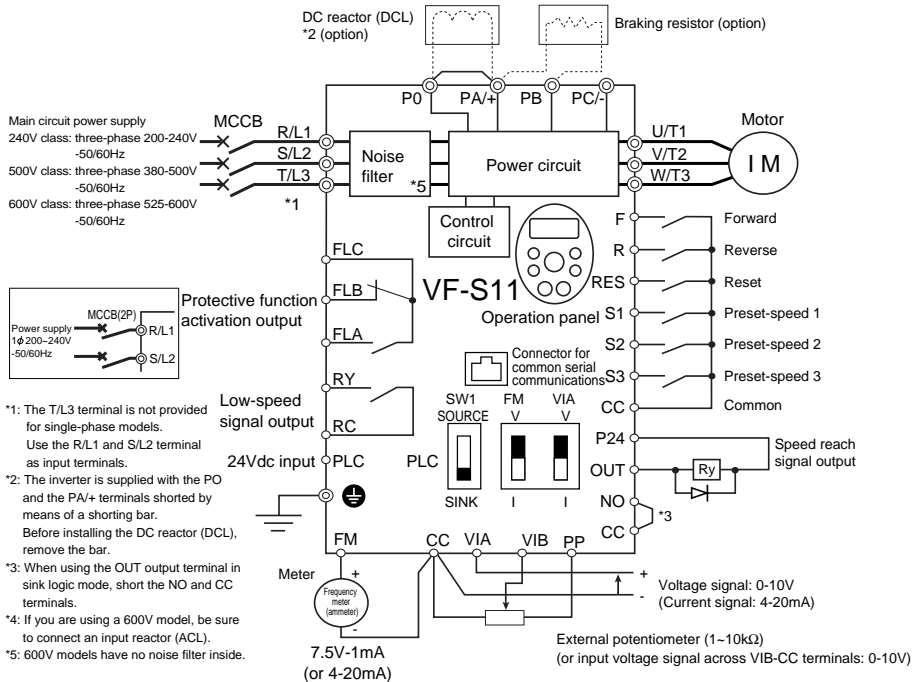 DC reactor (DCL)
*2 (option)
Braking resistor (option)
P0
PA/+
PB
PC/-
Main circuit power supply
240V class: three-phase 200-240V
-50/60Hz
500V class: three-phase 380-500V
-50/60Hz
600V class: three-phase 525-600V
-50/60Hz
MCCB
R/L1
S/L2
T/L3
*1
Noise
filter
*5
Power circuit
Control
circuit
U/T1
V/T2
W/T3
Motor
I M
FLC
FLB
FLA
Protective function
activation output
VF-S11
Operation panel
F
Forward
R
Reverse
RES
Reset
S1
Preset-speed 1
S2
Preset-speed 2
S3
Preset-speed 3
CC
Common
MCCB(2P)
Power supply
1ϕ200~240V
-50/60Hz
R/L1
S/L2
RY
RC
Low-speed
signal output
Connector for
common serial
communications
SW1
SOURCE
PLC
SINK
FM
V
I
VIA
V
I
24Vdc input
PLC
P24
OUT
NO
CC
*3
Ry
Speed reach
signal output
*1: The T/L3 terminal is not provided
for single-phase models.
Use the R/L1 and S/L2 terminal
as input terminals.
*2: The inverter is supplied with the PO
and the PA/+ terminals shorted by
means of a shorting bar.
Before installing the DC reactor (DCL),
remove the bar.
*3: When using the OUT output terminal in
sink logic mode, short the NO and CC
terminals.
*4: If you are using a 600V model, be sure
to connect an input reactor (ACL).
*5: 600V models have no noise filter inside.
FM
CC
VIA
VIB
PP
Meter
+
Frequency
meter
(ammeter)
-
7.5V-1mA
(or 4-20mA)
+
-
Voltage signal: 0-10V
(Current signal: 4-20mA)
External potentiometer (1~10kΩ)
(or input voltage signal across VIB-CC terminals: 0-10V)